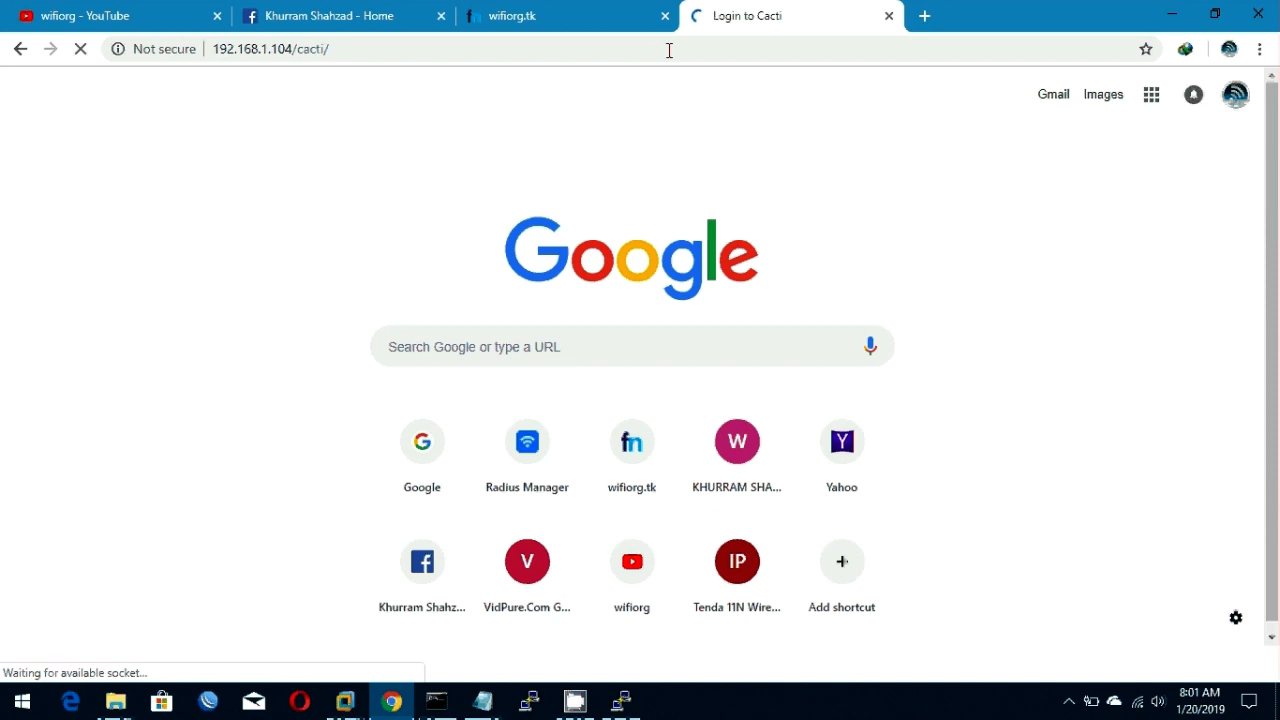 wifiorg - YouTube
Khurram Shahzad - Home
wifiorg.tk
Login to Cacti
Not secure
192.168.1.104/cacti/
Gmail
Images
Google
Search Google or type a URL
G
fn
W
Y
Google
Radius Manager
wifiorg.tk
KHURRAM SHA...
Yahoo
f
V
IP
Khurram Shahz...
VidPure.Com G...
wifiorg
Tenda 11N Wire...
Add shortcut
Waiting for available socket...
8:01 AM
1/20/2019